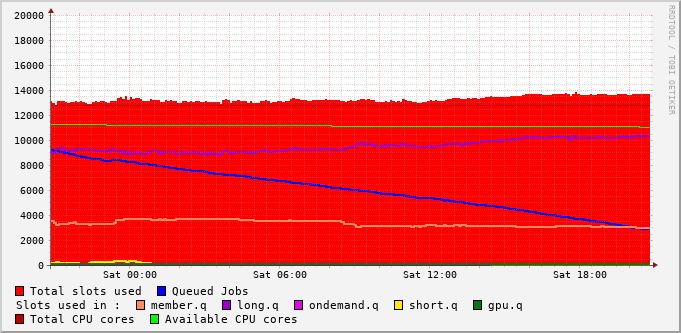 20000
18000
16000
14000
12000
10000
8000
6000
4000
2000
0
Sat 00:00 Sat 06:00 Sat 12:00 Sat 18:00
Total slots used Queued Jobs
Slots used in : member.q long.q ondemand.q short.q gpu.q
Total CPU cores Available CPU cores
RRDTOOL / TOBI OETIKER